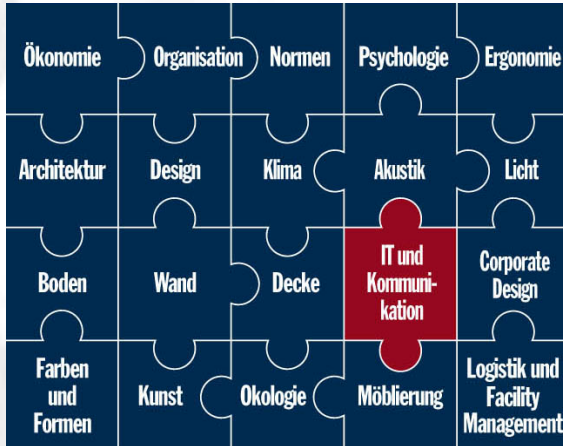 Ökonomie
Organisation
Normen
Psychologie
Ergonomie
Architektur
Design
Klima
Akustik
Licht
Boden
Wand
Decke
IT und
Kommuni-
kation
Corporate
Design
Farben
und
Formen
Kunst
Okologie
Möblierung
Logistik und
Facility
Management